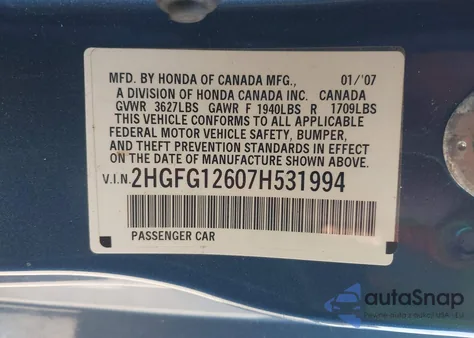 MFD. BY HONDA OF CANADA MFG., 01/'07
A DIVISION OF HONDA CANADA INC. CANADA
GVWR 3627LBS GAWR F 1940LBS R 1709LBS
THIS VEHICLE CONFORMS TO ALL APPLICABLE
FEDERAL MOTOR VEHICLE SAFETY, BUMPER,
AND THEFT PREVENTION STANDARDS IN EFFECT
ON THE DATE OF MANUFACTURE SHOWN ABOVE.
V.I.N. 2HGFG12607H531994
PASSENGER CAR
autoSnap